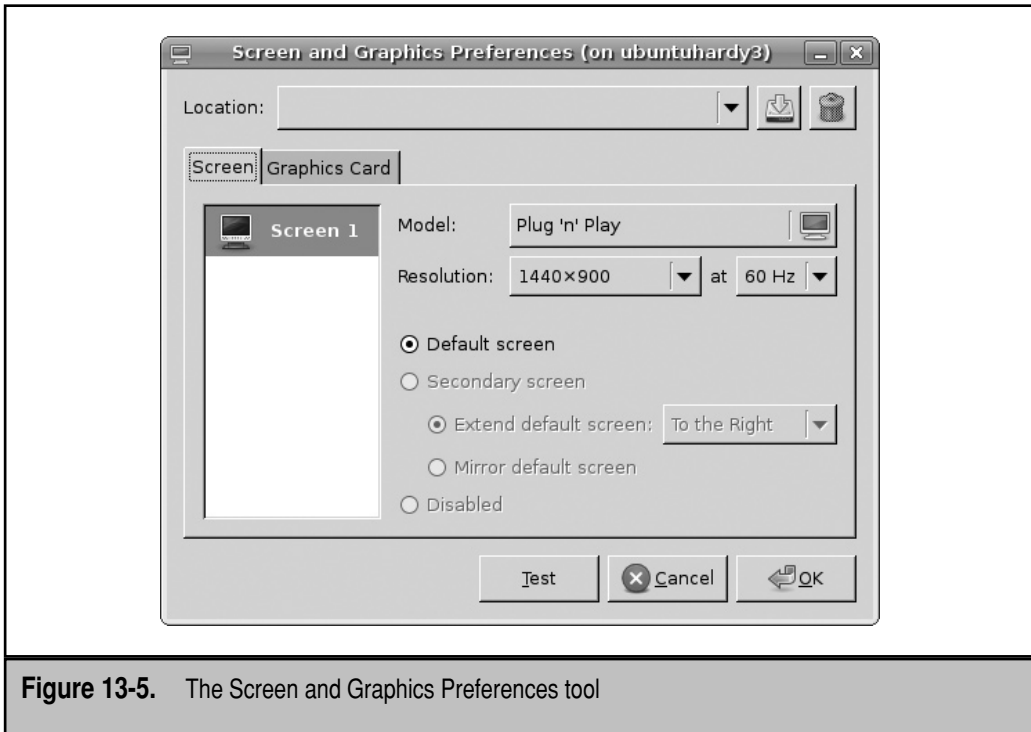 Screen and Graphics Preferences (on ubuntuhardy3)
Location:
Screen Graphics Card
Screen 1
Model: Plug 'n' Play
Resolution: 1440×900 at 60 Hz
Default screen
Secondary screen
Extend default screen: To the Right
Mirror default screen
Disabled
Test Cancel OK
Figure 13-5. The Screen and Graphics Preferences tool